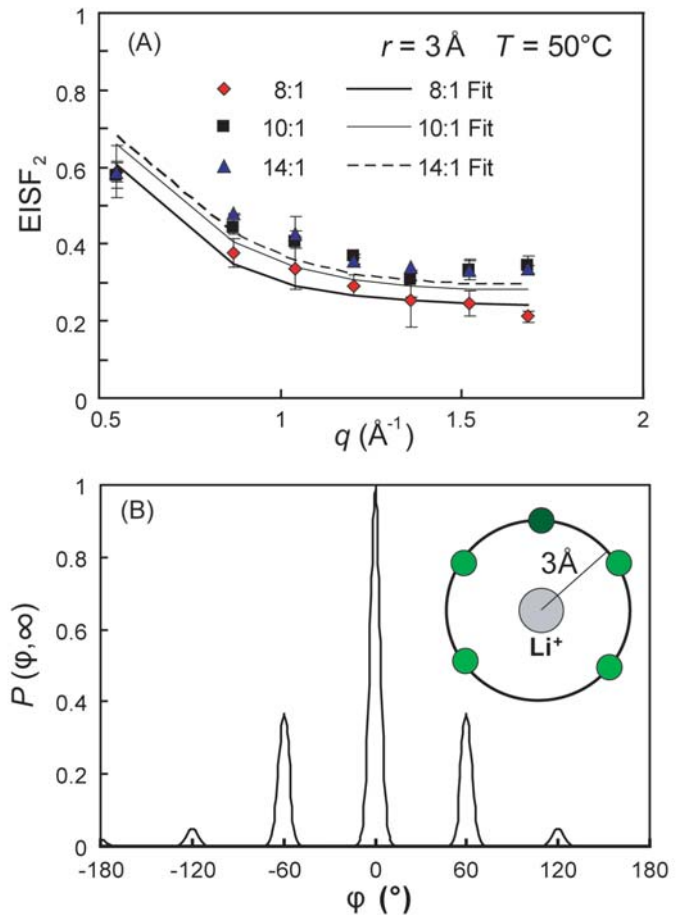 (A)
r = 3 Å T = 50°C
8:1 8:1 Fit
10:1 10:1 Fit
14:1 14:1 Fit
EISF₂
1
0.8
0.6
0.4
0.2
0
0.5 1 1.5 2
q (Å⁻¹)
(B)
3Å
Li⁺
P (φ,∞)
1
0.8
0.6
0.4
0.2
0
-180 -120 -60 0 60 120 180
φ (°)